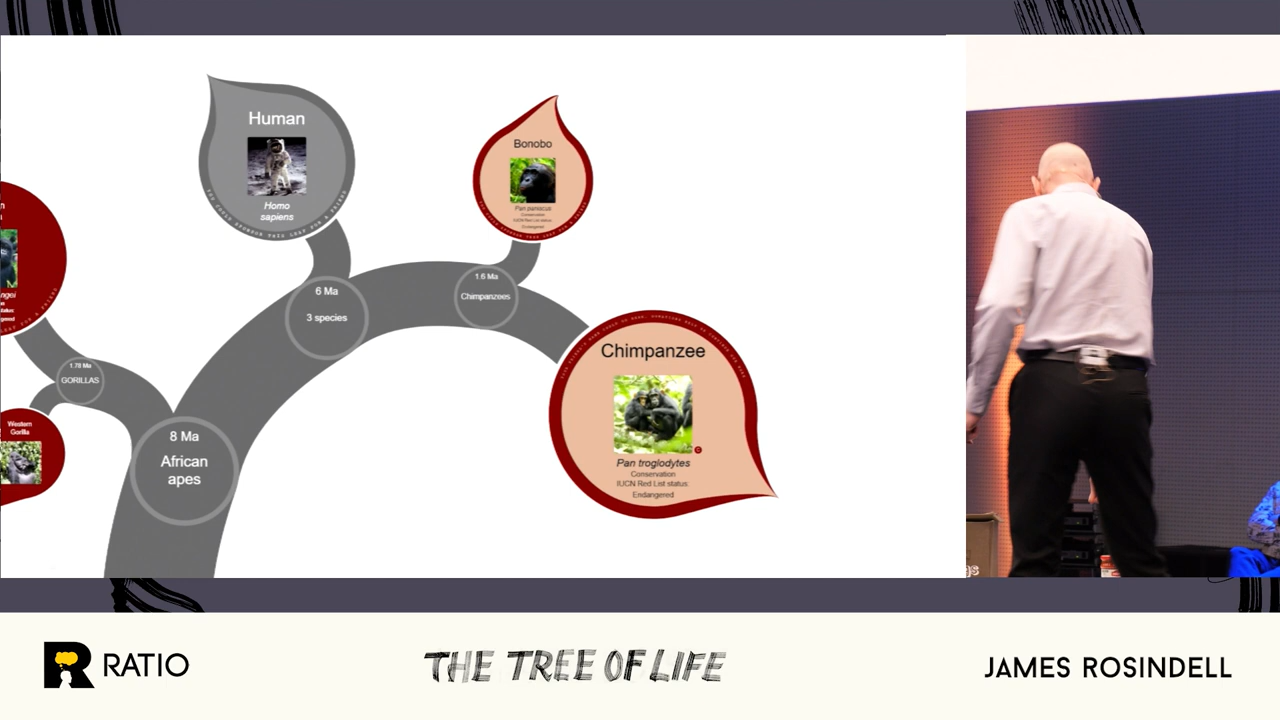 Human
Homo
sapiens
Bonobo
Pan paniscus
Conservation
IUCN Red List status:
Endangered
6 Ma
3 species
1.6 Ma
Chimpanzees
Chimpanzee
Pan troglodytes
Conservation
IUCN Red List status:
Endangered
1.78 Ma
GORILLAS
Western
Gorilla
8 Ma
African
apes
RATIO
THE TREE OF LIFE
JAMES ROSINDELL